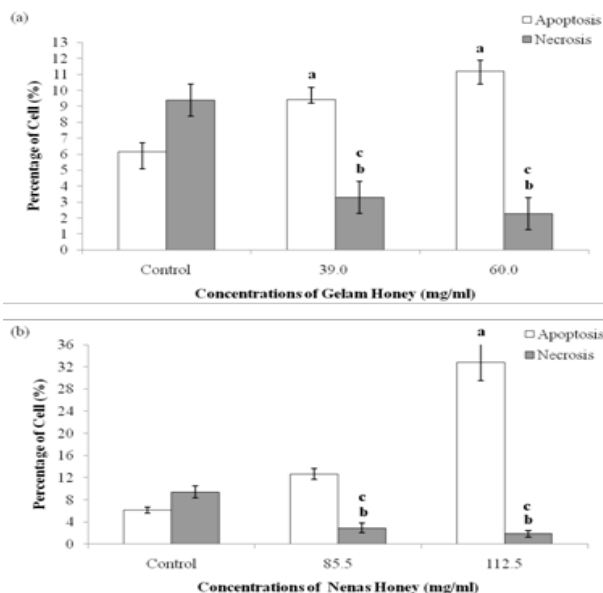 (a)
Apoptosis
Necrosis
Percentage of Cell (%)
13
12
11
10
9
8
7
6
5
4
3
2
1
0
a
a
c
b
c
b
Control 39.0 60.0
Concentrations of Gelam Honey (mg/ml)
(b)
Apoptosis
Necrosis
Percentage of Cell (%)
36
32
28
24
20
16
12
8
4
0
a
c
b
c
b
Control 85.5 112.5
Concentrations of Nenas Honey (mg/ml)